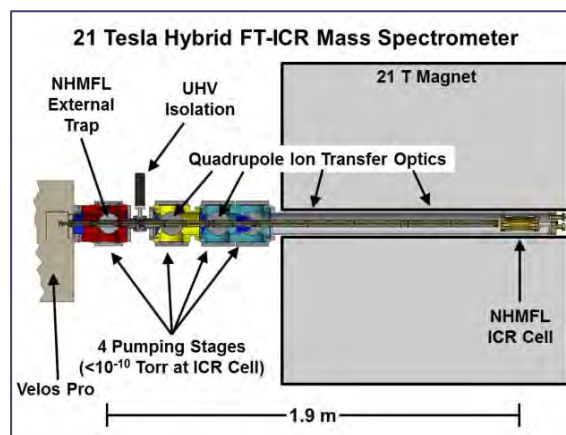 21 Tesla Hybrid FT-ICR Mass Spectrometer
NHMFL
External
Trap
UHV
Isolation
21 T Magnet
Quadrupole Ion Transfer Optics
4 Pumping Stages
(<10⁻¹⁰ Torr at ICR Cell)
NHMFL
ICR Cell
Velos Pro
1.9 m